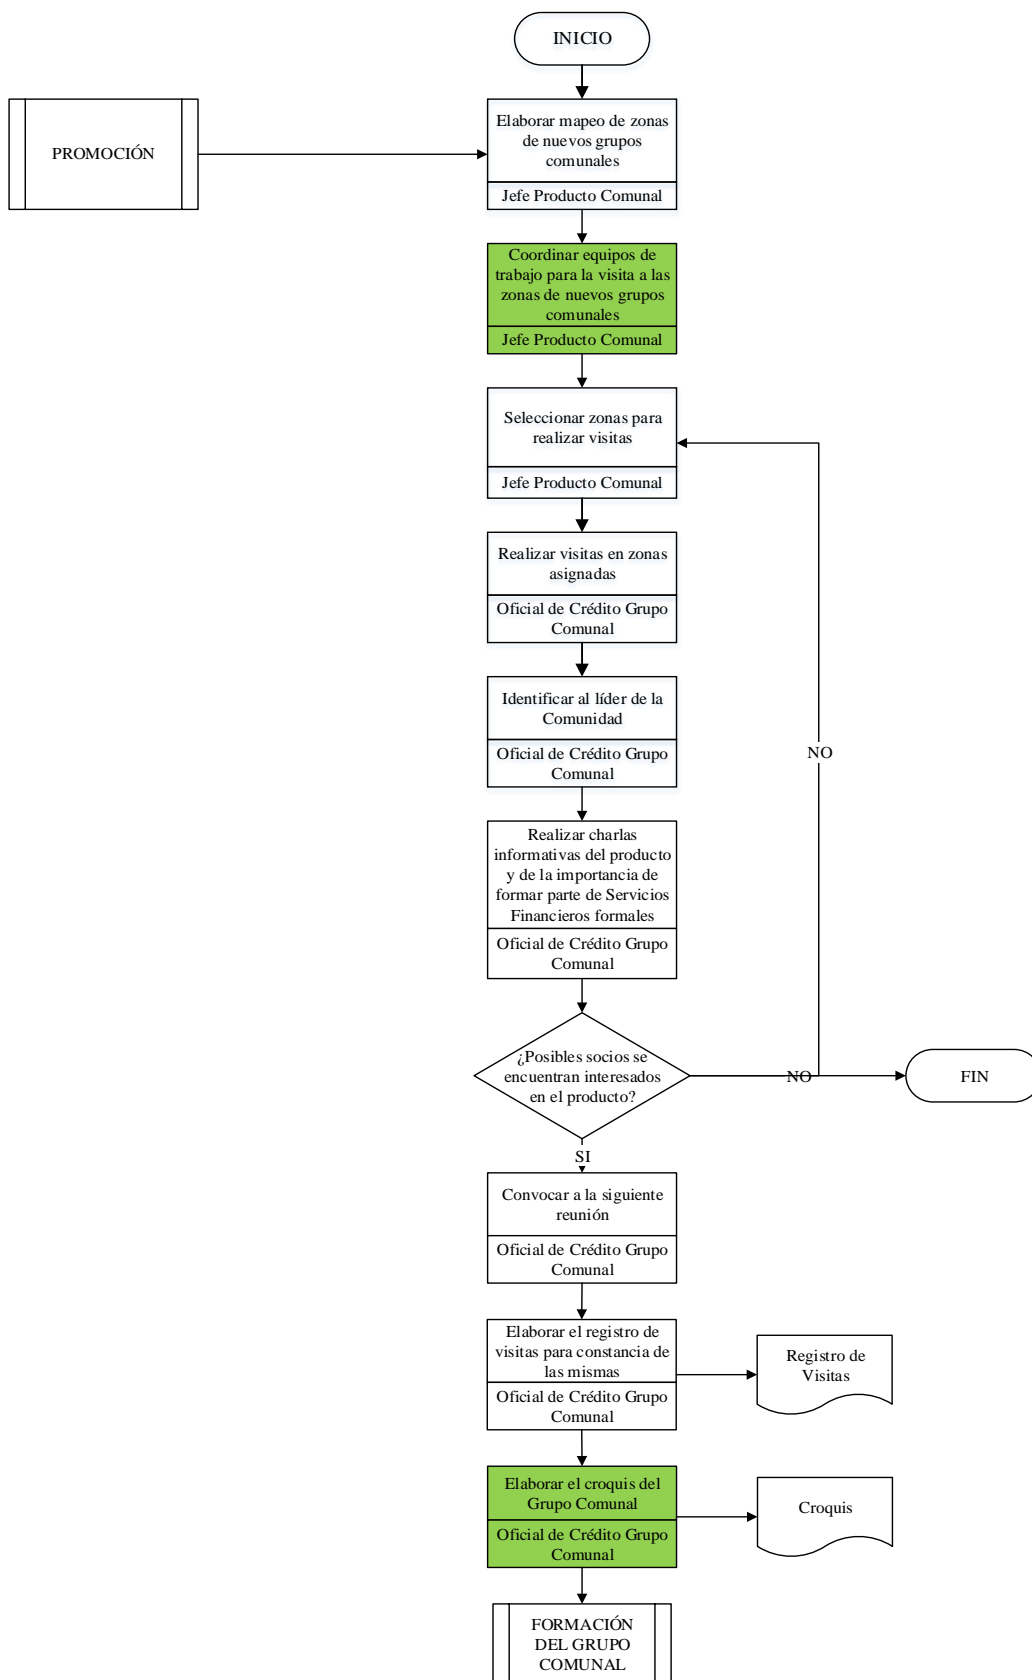 INICIO
PROMOCIÓN
Elaborar mapeo de zonas
de nuevos grupos
comunales
Jefe Producto Comunal
Coordinar equipos de
trabajo para la visita a las
zonas de nuevos grupos
comunales
Jefe Producto Comunal
Seleccionar zonas para
realizar visitas
Jefe Producto Comunal
Realizar visitas en zonas
asignadas
Oficial de Crédito Grupo
Comunal
Identificar al líder de la
Comunidad
Oficial de Crédito Grupo
Comunal
NO
Realizar charlas
informativas del producto
y de la importancia de
formar parte de Servicios
Financieros formales
Oficial de Crédito Grupo
Comunal
¿Posibles socios se
encuentran interesados
en el producto?
NO
FIN
SI
Convocar a la siguiente
reunión
Oficial de Crédito Grupo
Comunal
Elaborar el registro de
visitas para constancia de
las mismas
Oficial de Crédito Grupo
Comunal
Registro de
Visitas
Elaborar el croquis del
Grupo Comunal
Oficial de Crédito Grupo
Comunal
Croquis
FORMACIÓN
DEL GRUPO
COMUNAL